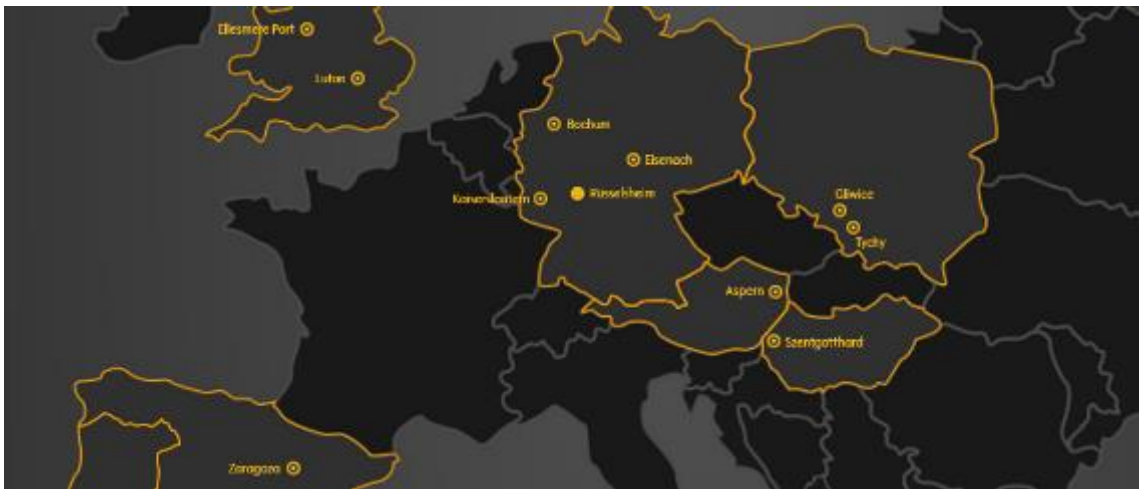 Ellesmere Port
Luton
Bochum
Eisenach
Rüsselsheim
Kaiserslautern
Gliwice
Tychy
Aspern
Szentgotthard
Zaragoza